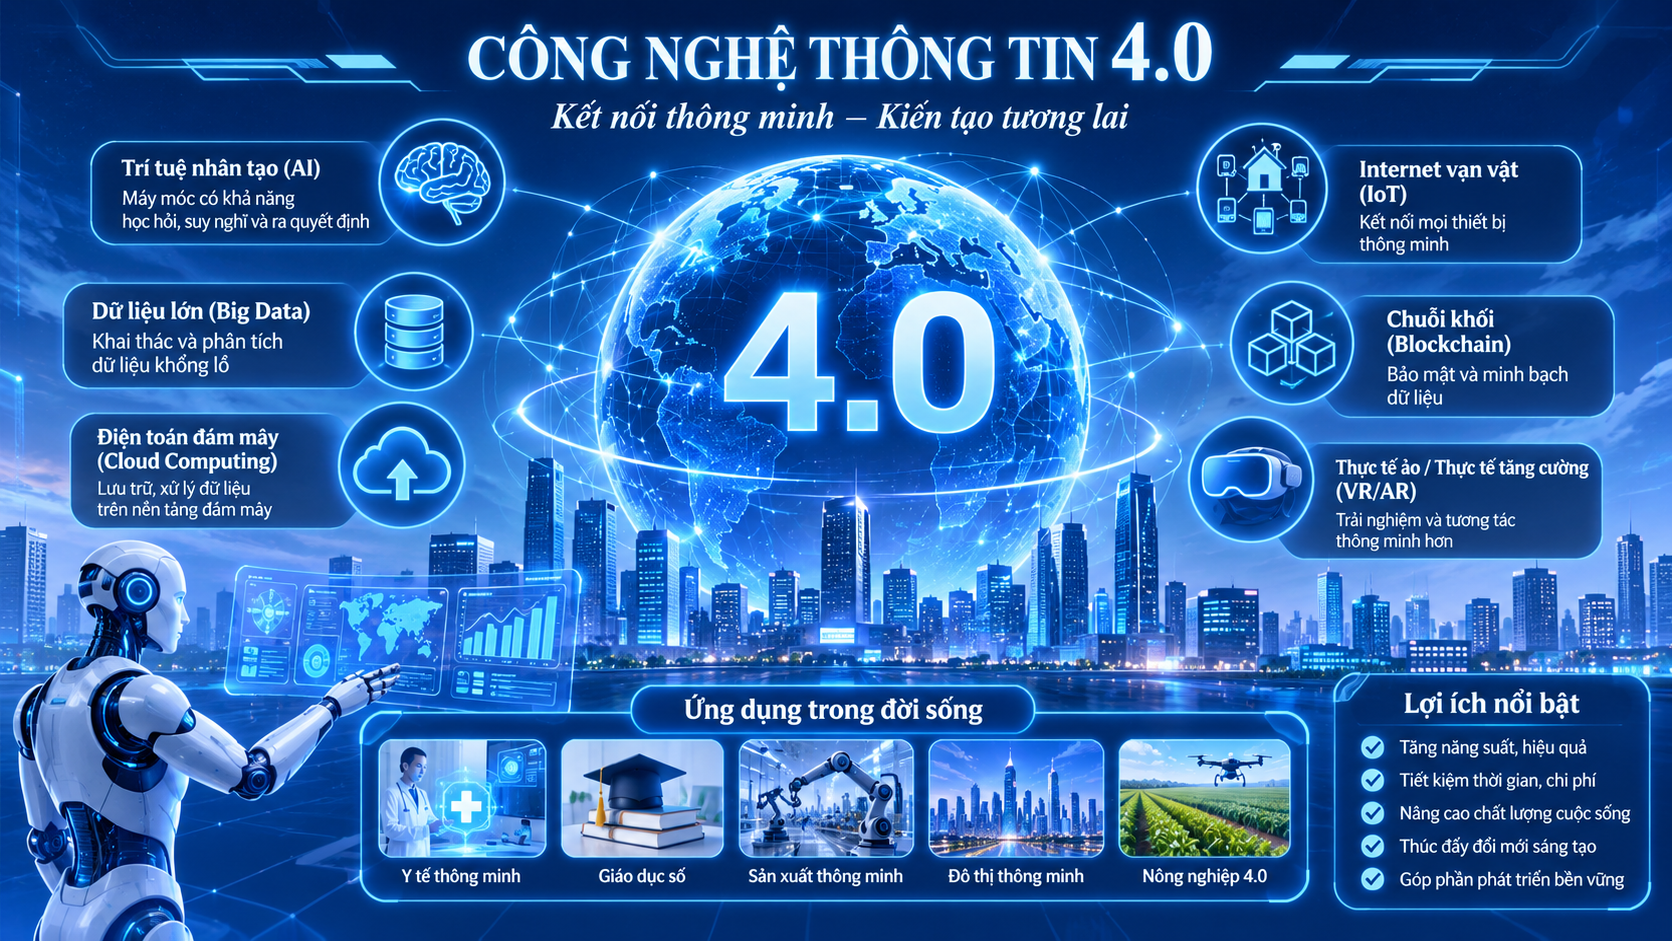 CÔNG NGHỆ THÔNG TIN 4.0
Kết nối thông minh – Kiến tạo tương lai
Trí tuệ nhân tạo (AI)
Máy móc có khả năng
học hỏi, suy nghĩ và ra quyết định
Dữ liệu lớn (Big Data)
Khai thác và phân tích
dữ liệu khổng lồ
Điện toán đám mây
(Cloud Computing)
Lưu trữ, xử lý dữ liệu
trên nền tảng đám mây
4.0
Internet vạn vật
(IoT)
Kết nối mọi thiết bị
thông minh
Chuỗi khối
(Blockchain)
Bảo mật và minh bạch
dữ liệu
Thực tế ảo / Thực tế tăng cường
(VR/AR)
Trải nghiệm và tương tác
thông minh hơn
Ứng dụng trong đời sống
Y tế thông minh
Giáo dục số
Sản xuất thông minh
Đô thị thông minh
Nông nghiệp 4.0
Lợi ích nổi bật
Tăng năng suất, hiệu quả
Tiết kiệm thời gian, chi phí
Nâng cao chất lượng cuộc sống
Thúc đẩy đổi mới sáng tạo
Góp phần phát triển bền vững